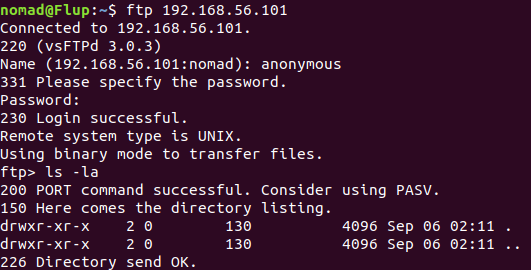 nomad@Flup:~$ ftp 192.168.56.101
Connected to 192.168.56.101.
220 (vsFTPd 3.0.3)
Name (192.168.56.101:nomad): anonymous
331 Please specify the password.
Password:
230 Login successful.
Remote system type is UNIX.
Using binary mode to transfer files.
ftp> ls -la
200 PORT command successful. Consider using PASV.
150 Here comes the directory listing.
drwxr-xr-x    2 0        130          4096 Sep 06 02:11 .
drwxr-xr-x    2 0        130          4096 Sep 06 02:11 ..
226 Directory send OK.